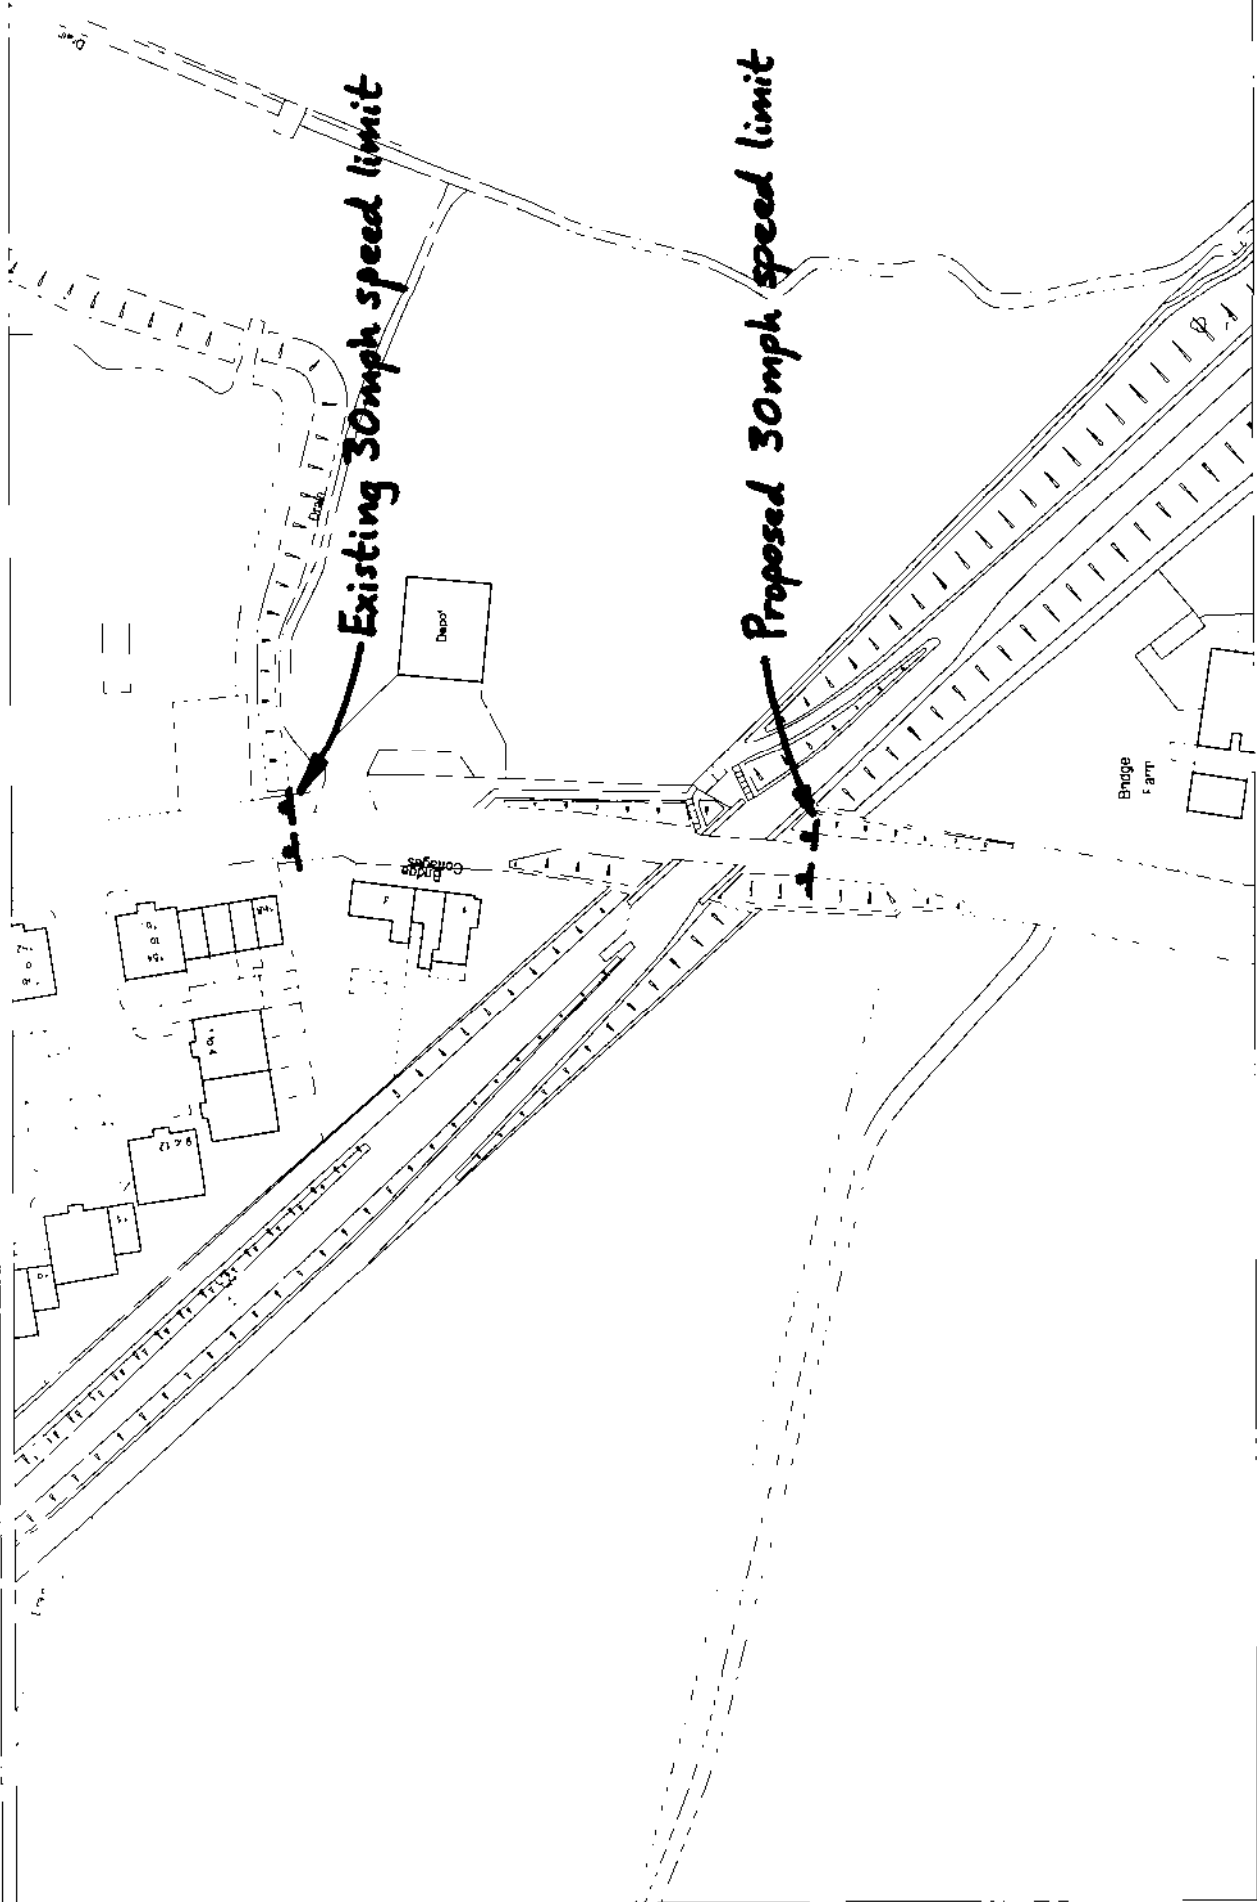 Existing 30mph speed limit
Proposed 30mph speed limit
Drain
Depot
Bridge
Cottages
Bridge
Farm